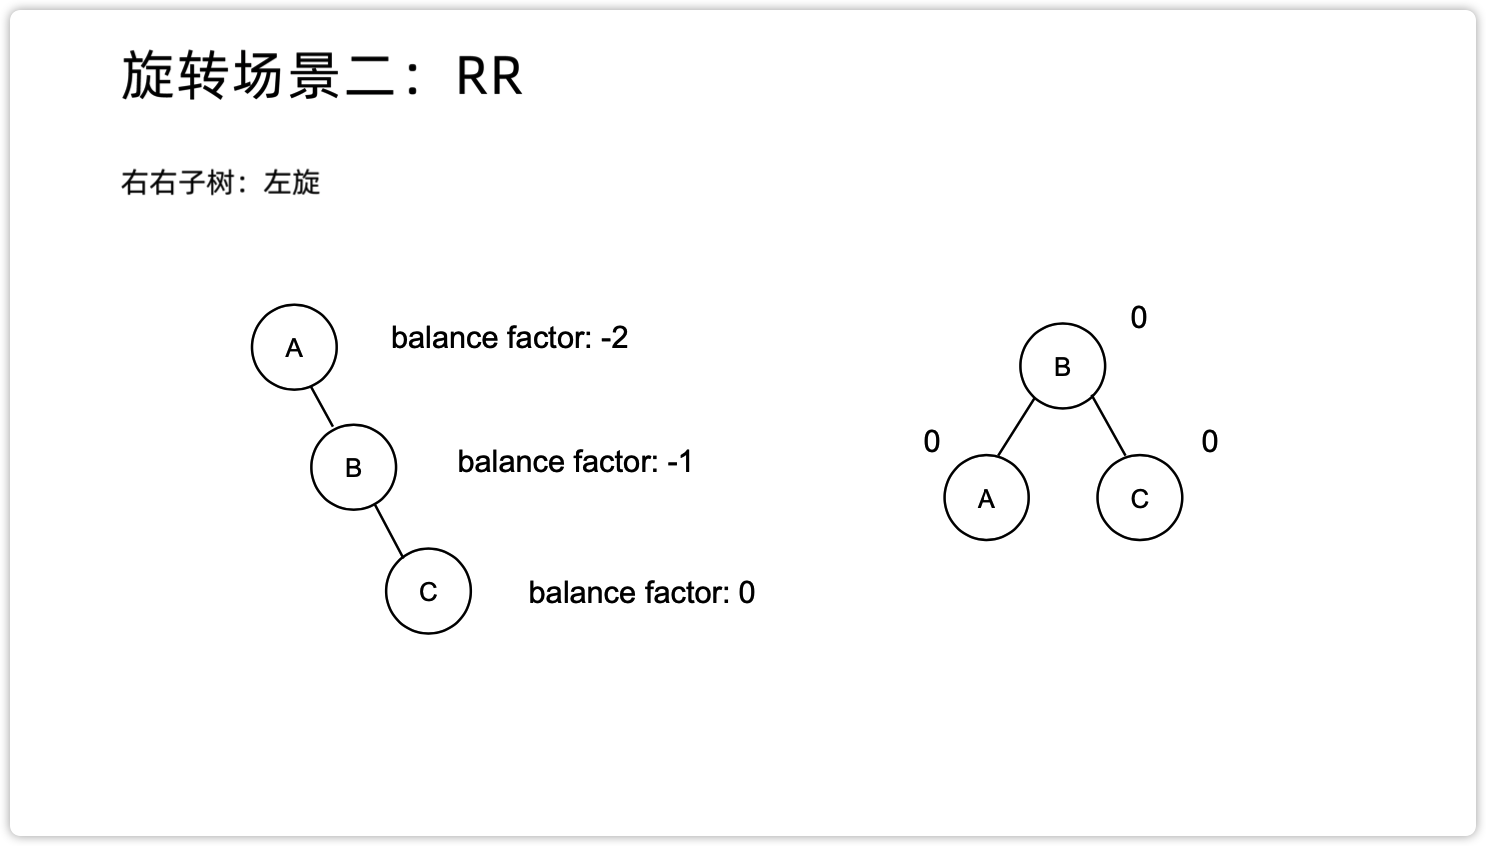 旋转场景二：RR
右右子树：左旋
A
balance factor: -2
B
balance factor: -1
C
balance factor: 0
0
B
0
0
A
C